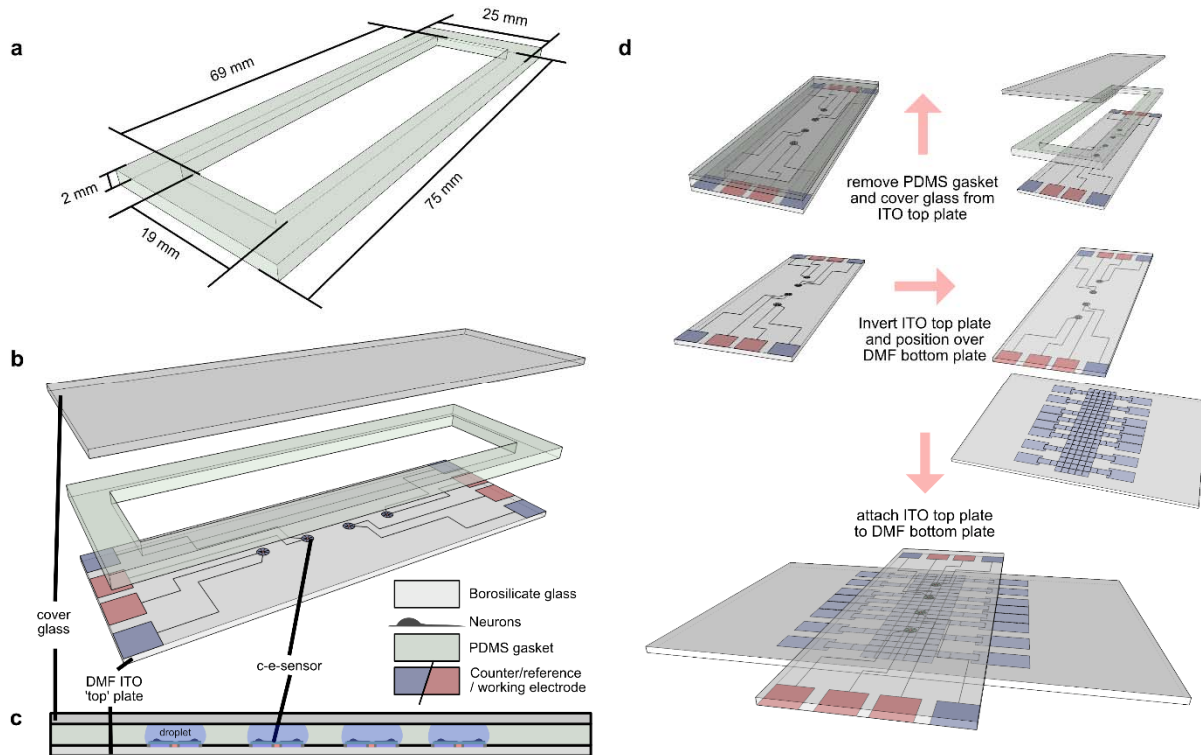 a
25 mm
69 mm
2 mm
19 mm
75 mm
b
cover
glass
DMF ITO
'top' plate
c-e-sensor
Borosilicate glass
Neurons
PDMS gasket
Counter/reference
/ working electrode
c
droplet
d
remove PDMS gasket
and cover glass from
ITO top plate
Invert ITO top plate
and position over
DMF bottom plate
attach ITO top plate
to DMF bottom plate